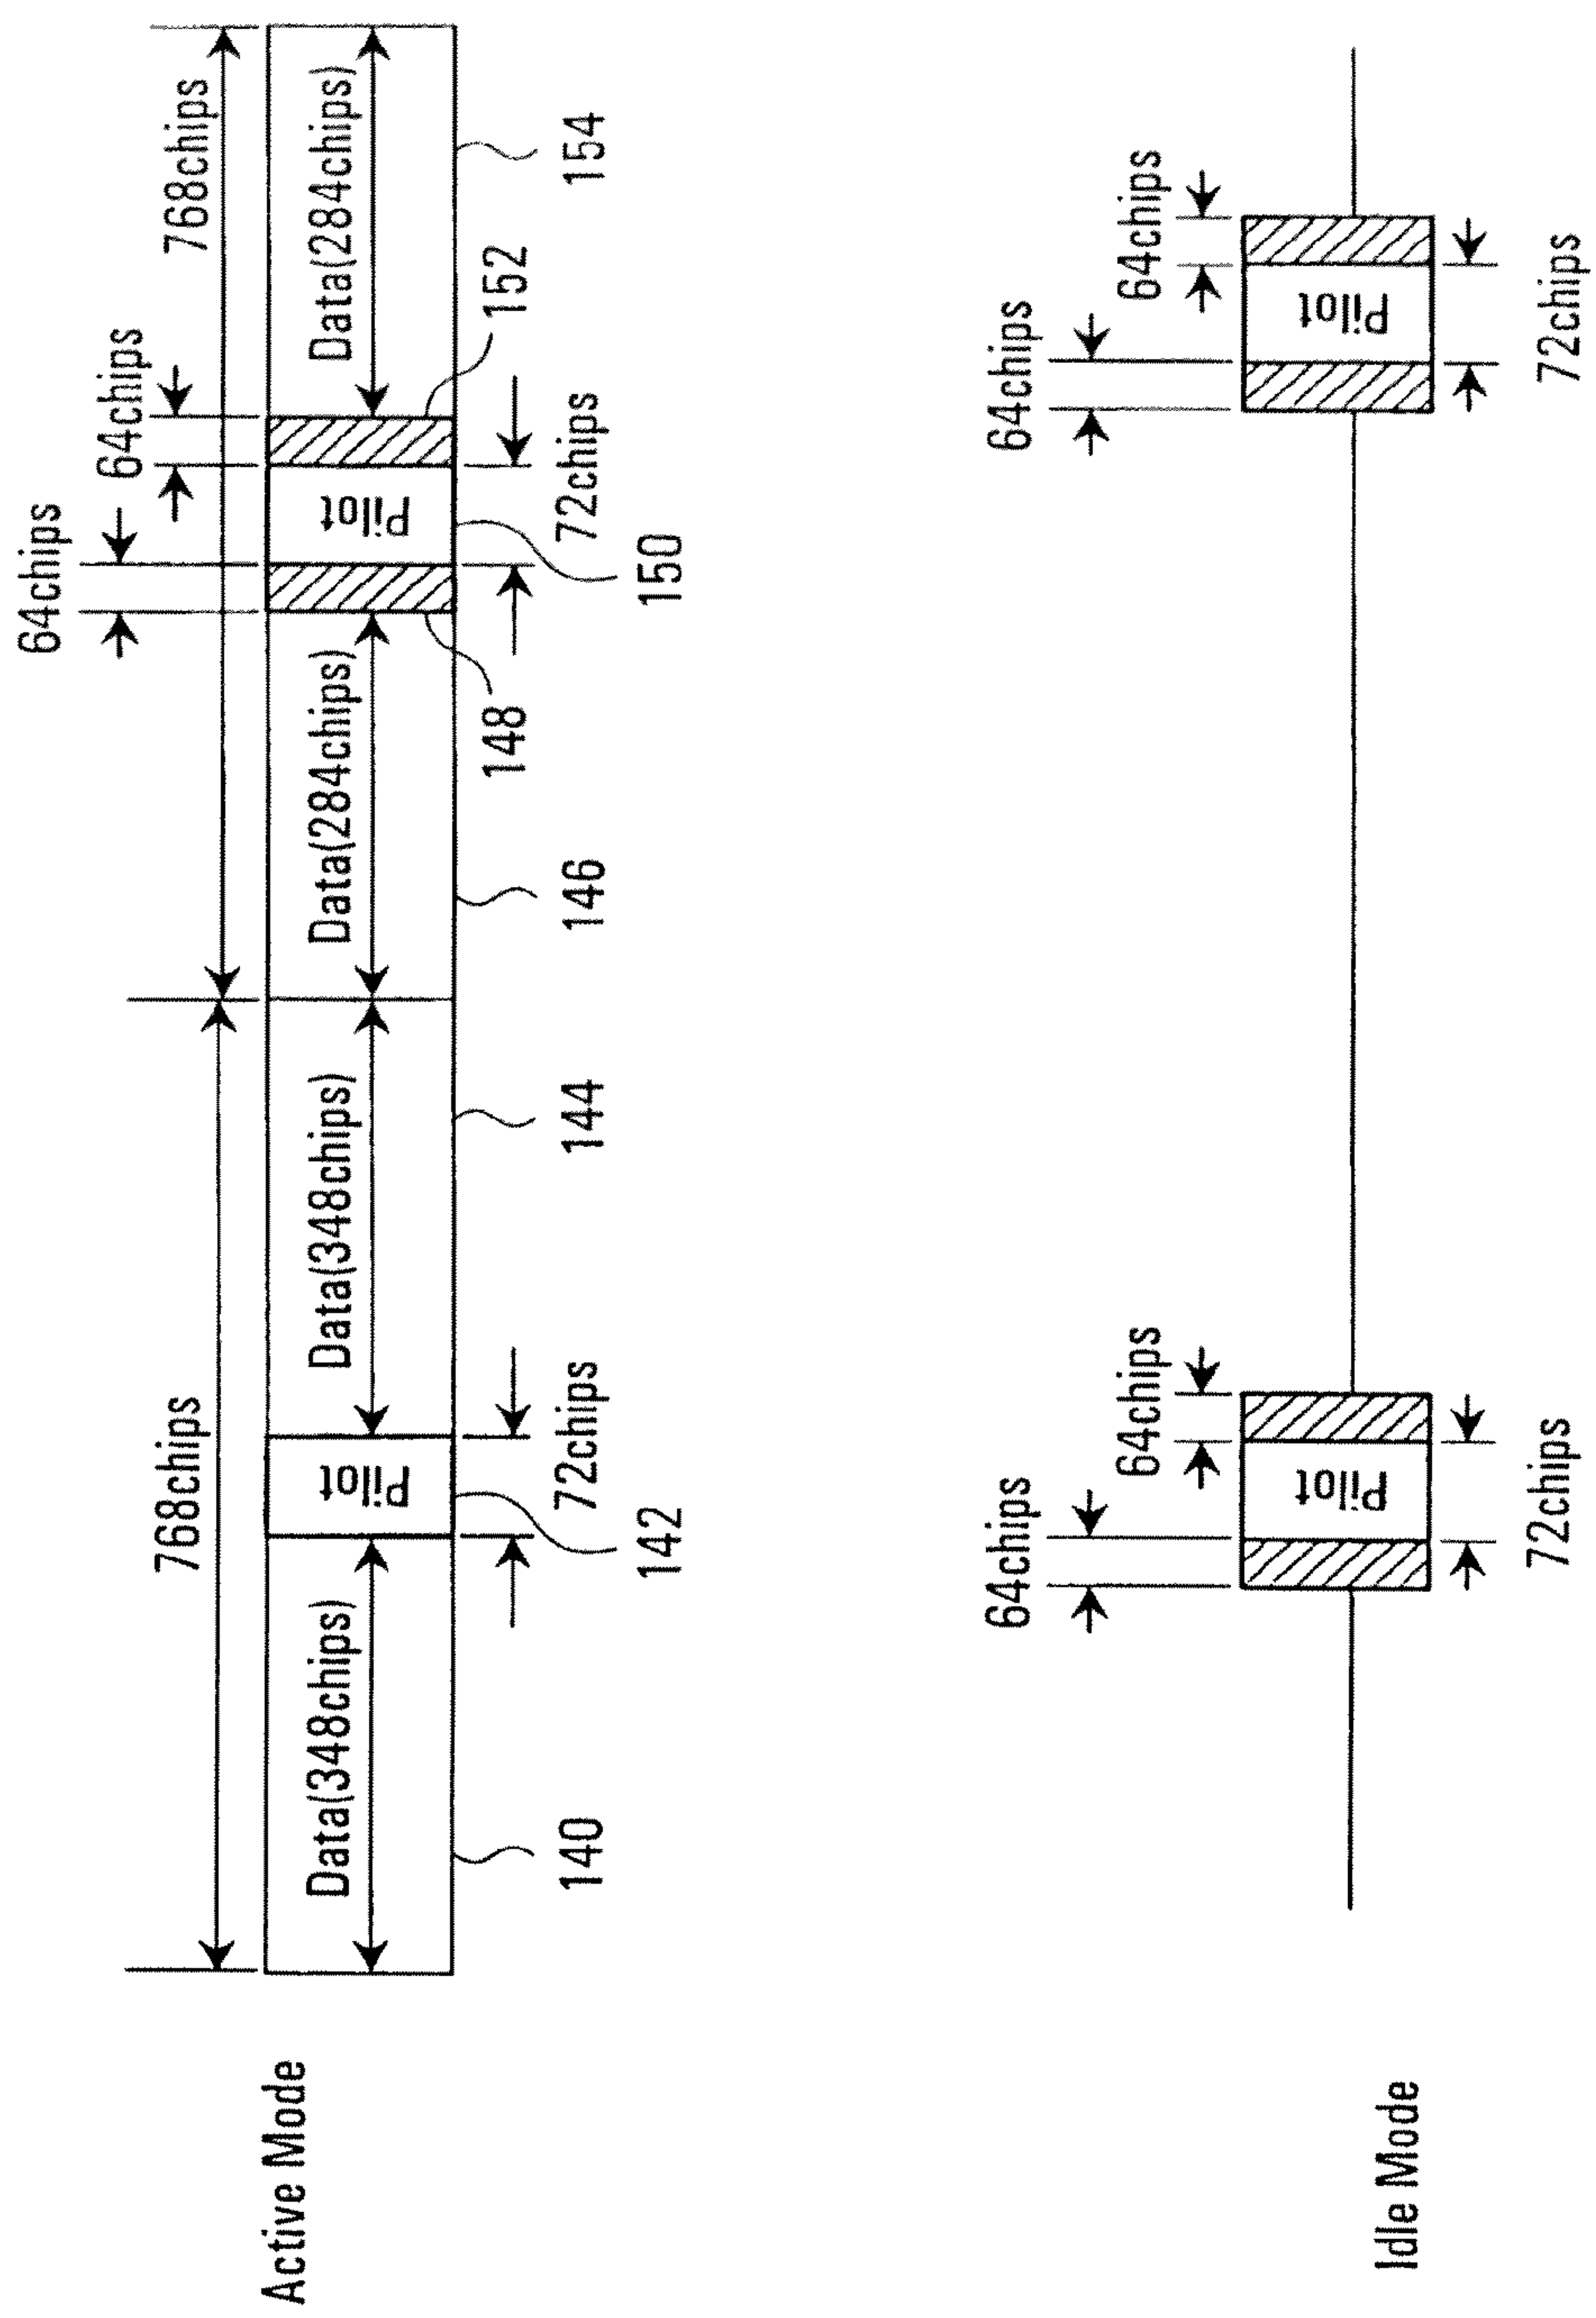 Active Mode
768chips
64chips
64chips
768chips
Data(348chips)
Pilot
Data(348chips)
Data(284chips)
Pilot
Data(284chips)
72chips
72chips
140
142
144
146
148
150
152
154
Idle Mode
64chips
64chips
64chips
64chips
Pilot
Pilot
72chips
72chips